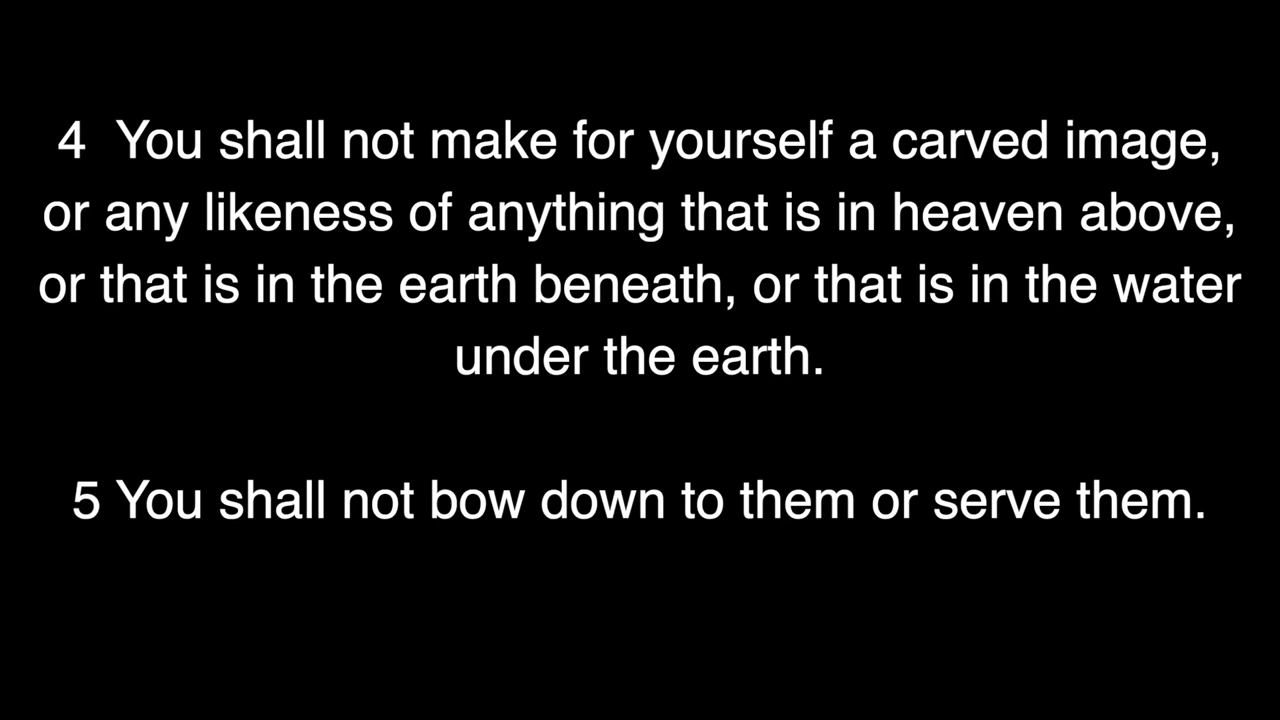 4  You shall not make for yourself a carved image,
or any likeness of anything that is in heaven above,
or that is in the earth beneath, or that is in the water
under the earth.
5 You shall not bow down to them or serve them.